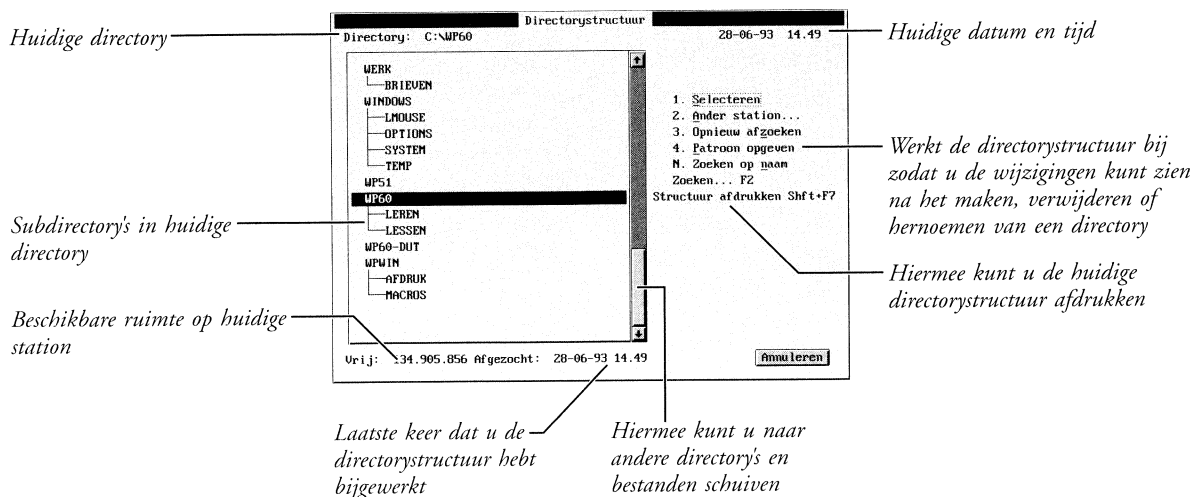 Directorystructuur
Huidige directory
Directory: C:\WP60
28-06-93 14.49
Huidige datum en tijd
WERK
BRIEVEN
WINDOWS
LMOUSE
OPTIONS
SYSTEM
TEMP
WP51
WP60
LEREN
LESSEN
WP60-DUT
WPWIN
AFDRUK
MACROS
1. Selecteren
2. Ander station...
3. Opnieuw afzoeken
4. Patroon opgeven
N. Zoeken op naam
Zoeken... F2
Structuur afdrukken Shft+F7
Werkt de directorystructuur bij
zodat u de wijzigingen kunt zien
na het maken, verwijderen of
hernoemen van een directory
Subdirectory's in huidige
directory
Hiermee kunt u de huidige
directorystructuur afdrukken
Beschikbare ruimte op huidige
station
Vrij: 134.905.856 Afgezocht: 28-06-93 14.49
Annuleren
Laatste keer dat u de
directorystructuur hebt
bijgewerkt
Hiermee kunt u naar
andere directory's en
bestanden schuiven